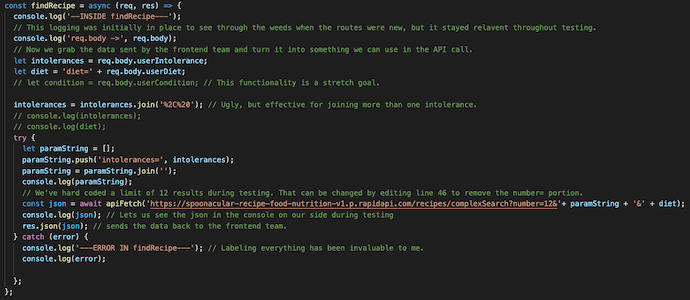 const findRecipe = async (req, res) => {
console.log('--INSIDE findRecipe---');
// This logging was initially in place to see through the weeds when the routes were new, but it stayed relavent throughout testing.
console.log('req.body ->', req.body);
// Now we grab the data sent by the frontend team and turn it into something we can use in the API call.
let intolerances = req.body.userIntolerance;
let diet = 'diet=' + req.body.userDiet;
// let condition = req.body.userCondition; // This functionality is a stretch goal.
intolerances = intolerances.join('%2C%20'); // Ugly, but effective for joining more than one intolerance.
// console.log(intolerances);
// console.log(diet);
try {
let paramString = [];
paramString.push('intolerances=', intolerances);
paramString = paramString.join('');
console.log(paramString);
// We've hard coded a limit of 12 results during testing. That can be changed by editing line 46 to remove the number= portion.
const json = await apiFetch('https://spoonacular-recipe-food-nutrition-v1.p.rapidapi.com/recipes/complexSearch?number=12&'+ paramString + '&' + diet);
console.log(json); // Lets us see the json in the console on our side during testing
res.json(json); // sends the data back to the frontend team.
} catch (error) {
console.log('---ERROR IN findRecipe---'); // Labeling everything has been invaluable to me.
console.log(error);
};
};